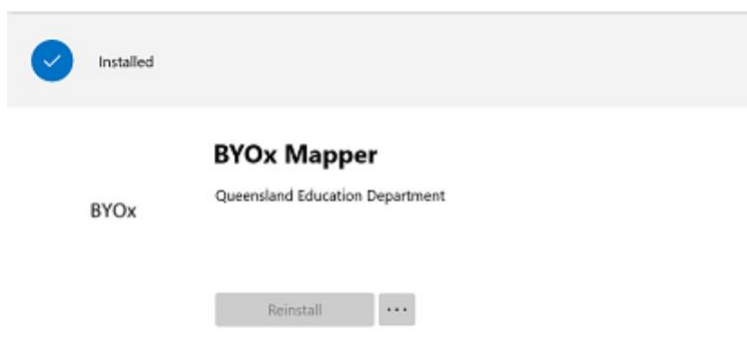 Installed
BYOx Mapper
Queensland Education Department
BYOx
Reinstall
...